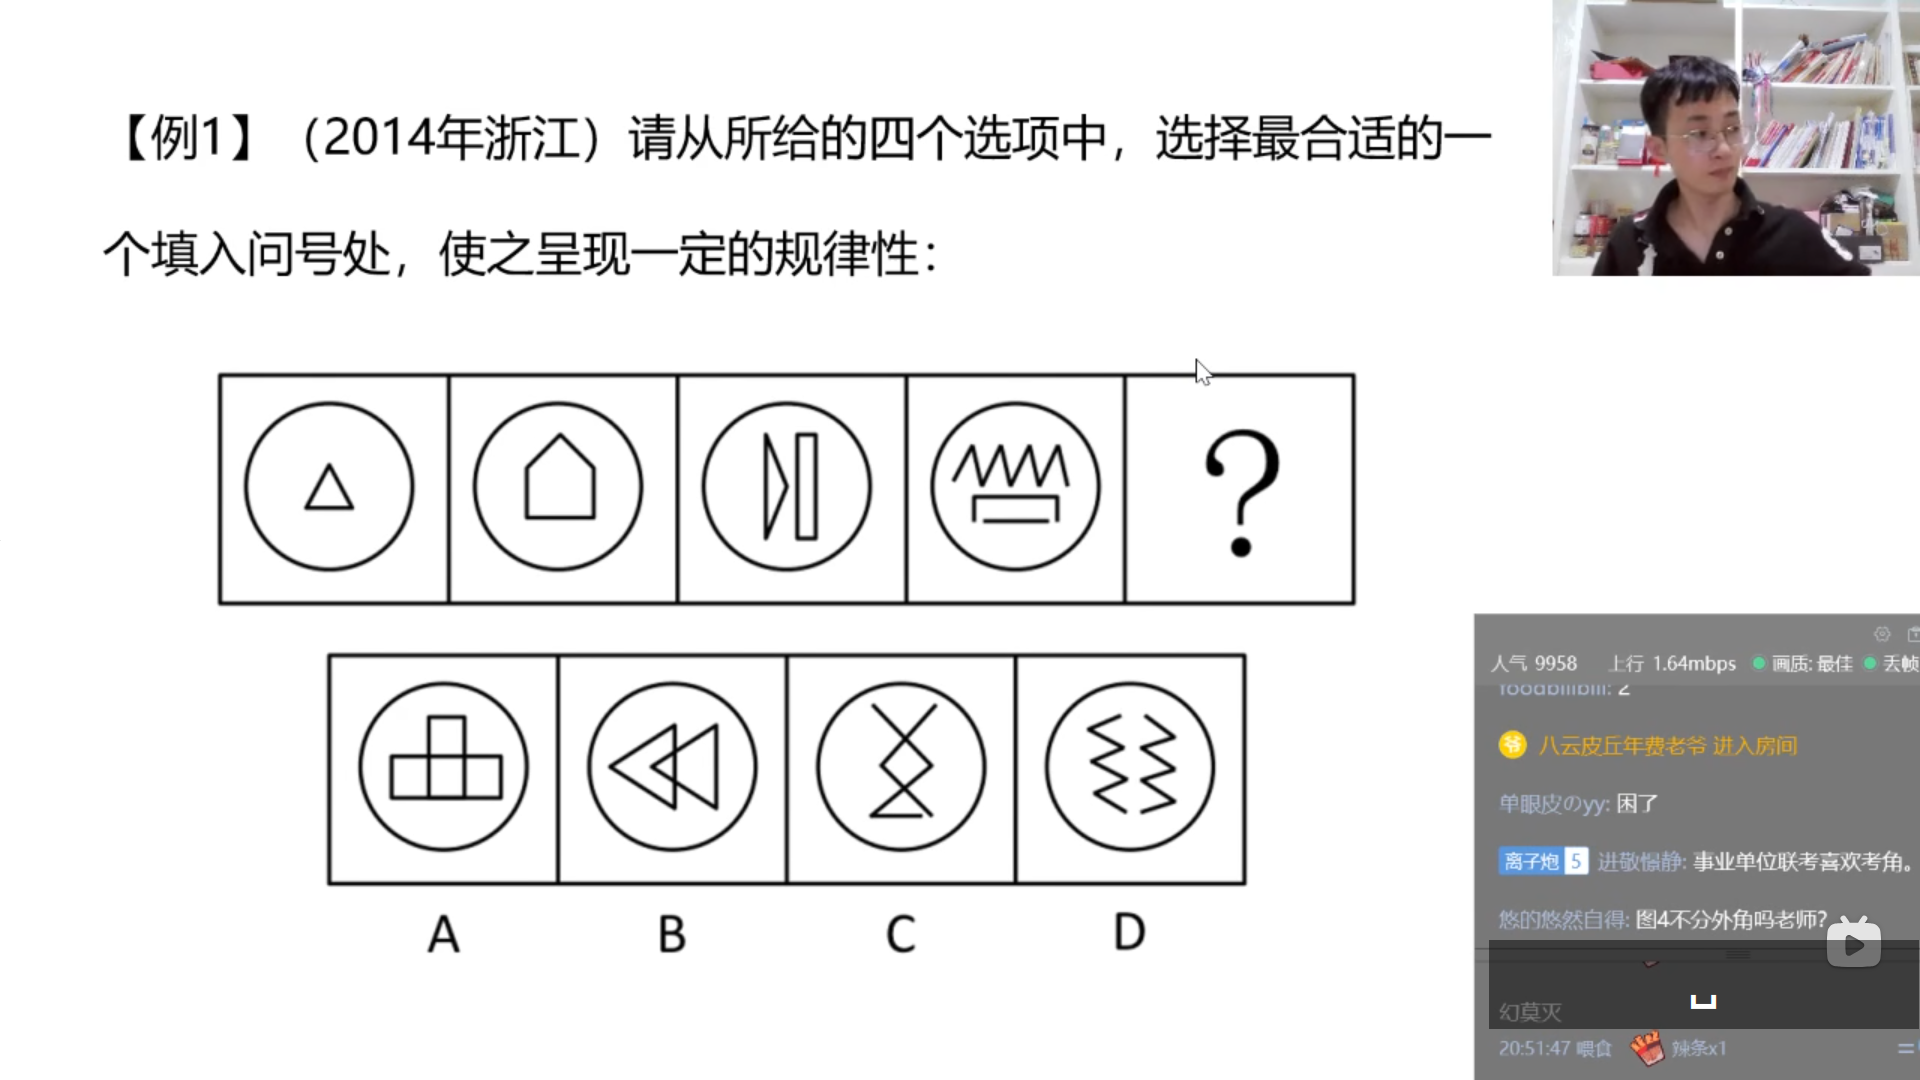 【例1】（2014年浙江）请从所给的四个选项中，选择最合适的一
个填入问号处，使之呈现一定的规律性：
?
A B C D
人气 9958 上行 1.64mbps 画质: 最佳 丢帧
foodbilibili: 2
爷 八云皮丘年费老爷 进入房间
单眼皮のyy: 困了
离子炮 5 进敬憬静: 事业单位联考喜欢考角。
悠的悠然自得: 图4不分外角吗老师?
幻莫灭
20:51:47 喂食 辣条x1